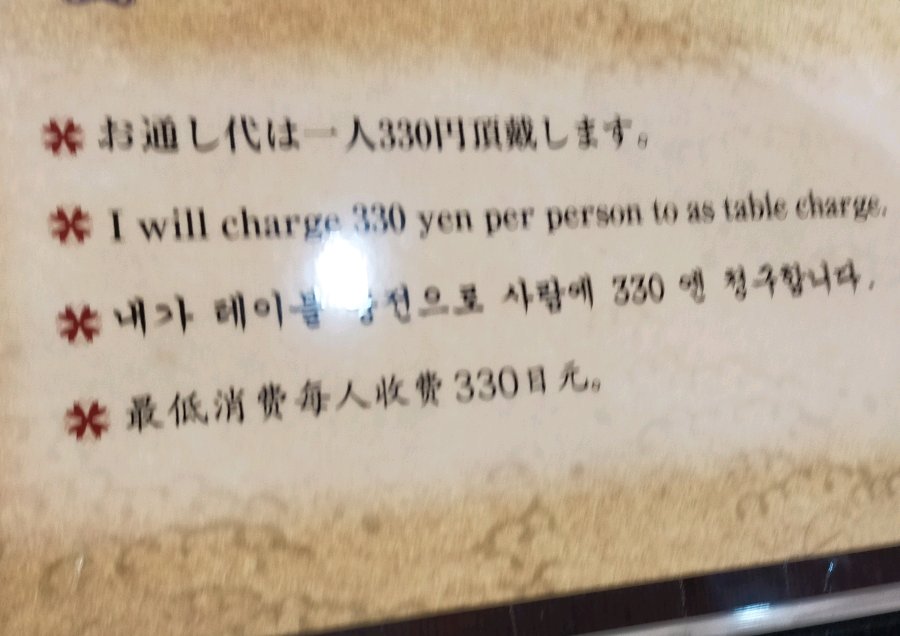 お通し代は一人330円頂戴します。
I will charge 330 yen per person to as table charge.
내가 테이블 으로 사람에 330 엔 청구합니다.
最低消费每人收费330日元。